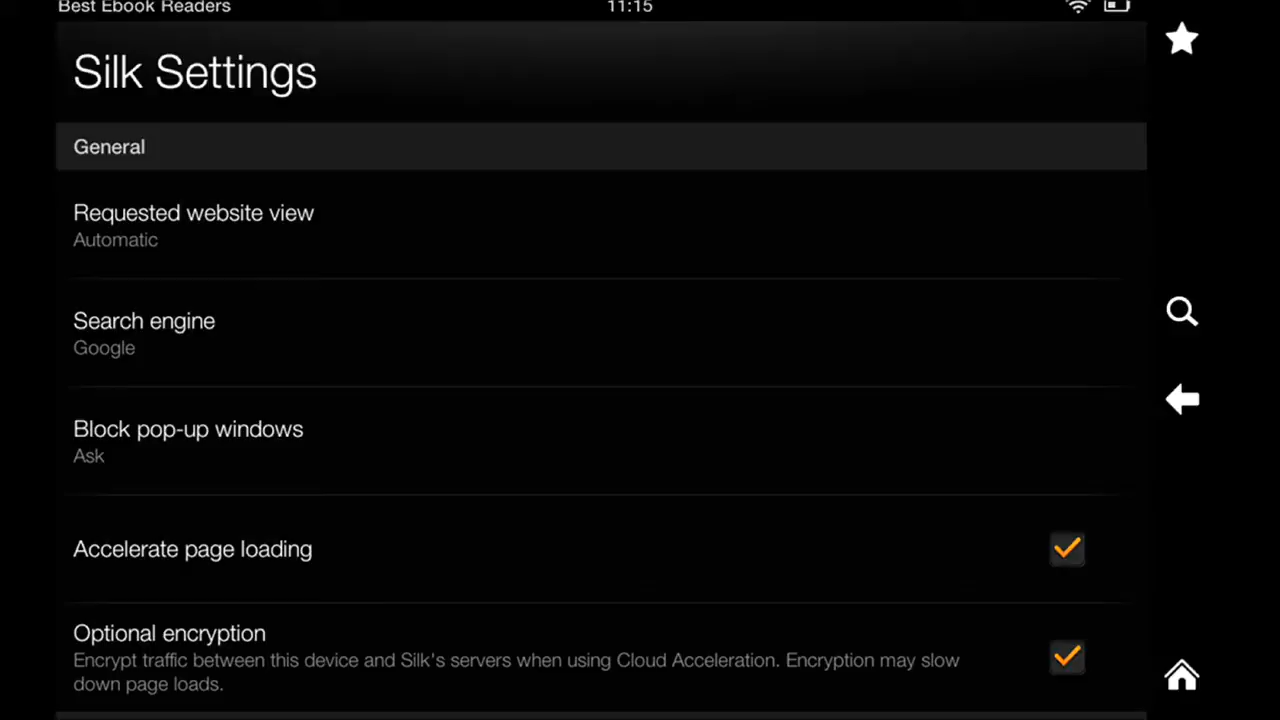 Best Ebook Readers 11:15
Silk Settings
General
Requested website view
Automatic
Search engine
Google
Block pop-up windows
Ask
Accelerate page loading
Optional encryption
Encrypt traffic between this device and Silk's servers when using Cloud Acceleration. Encryption may slow
down page loads.